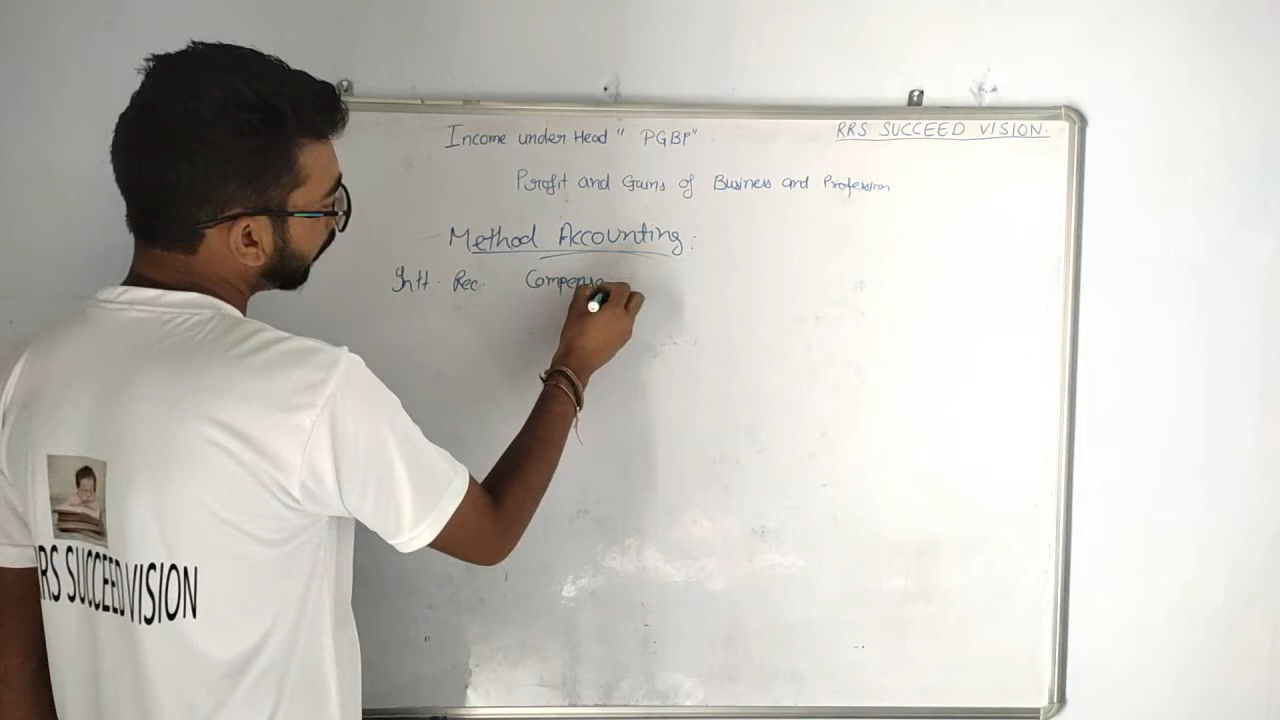 Income under Head " PGBP"
RRS SUCCEED VISION.
Profit and Gains of Business and Profession
Method Accounting:
Intt. Rec. Compensa
RRS SUCCEED VISION